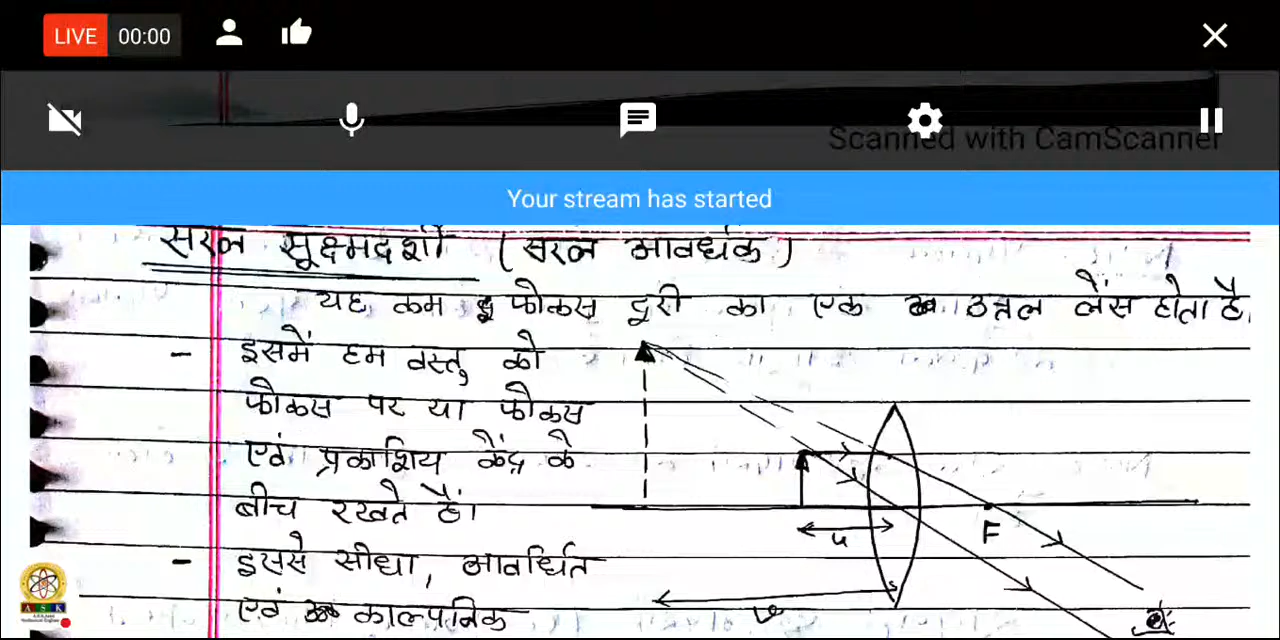 LIVE 00:00
Scanned with CamScanner
Your stream has started
सरल सूक्ष्मदर्शी (सरल आवर्धक)
यह कम फोकस दूरी का एक उत्तल लेंस होता है,
- इसमें हम वस्तु को
फोकस पर या फोकस
एवं प्रकाशिय केंद्र के
बीच रखते हैं।
u
F
- इससे सीधा, आवर्धित
एवं काल्पनिक
v
A S K